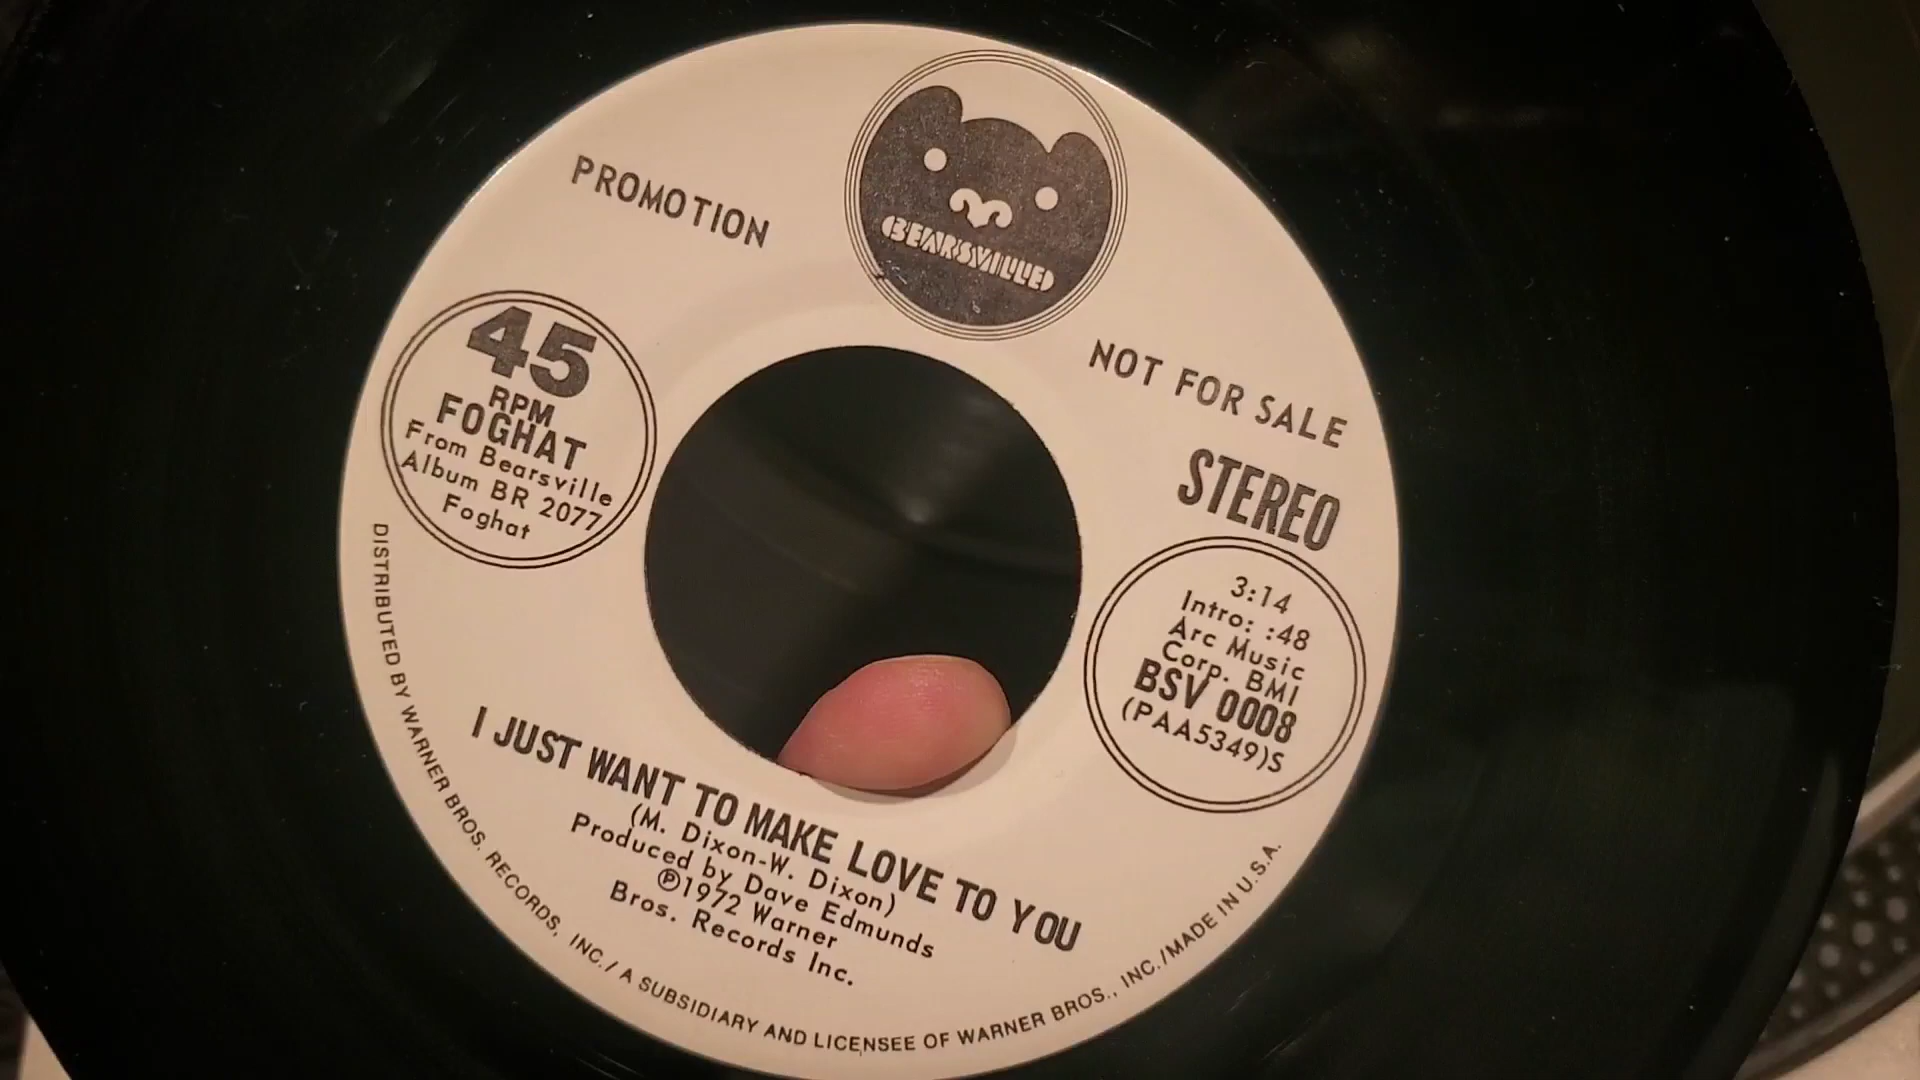 BEARSVILLE
PROMOTION
NOT FOR SALE
45
RPM
FOGHAT
From Bearsville
Album BR 2077
Foghat
STEREO
3:14
Intro: :48
Arc Music
Corp. BMI
BSV 0008
(PAA5349)S
I JUST WANT TO MAKE LOVE TO YOU
(M. Dixon-W. Dixon)
Produced by Dave Edmunds
Ⓟ1972 Warner
Bros. Records Inc.
DISTRIBUTED BY WARNER BROS. RECORDS, INC./A SUBSIDIARY AND LICENSEE OF WARNER BROS., INC./MADE IN U.S.A.